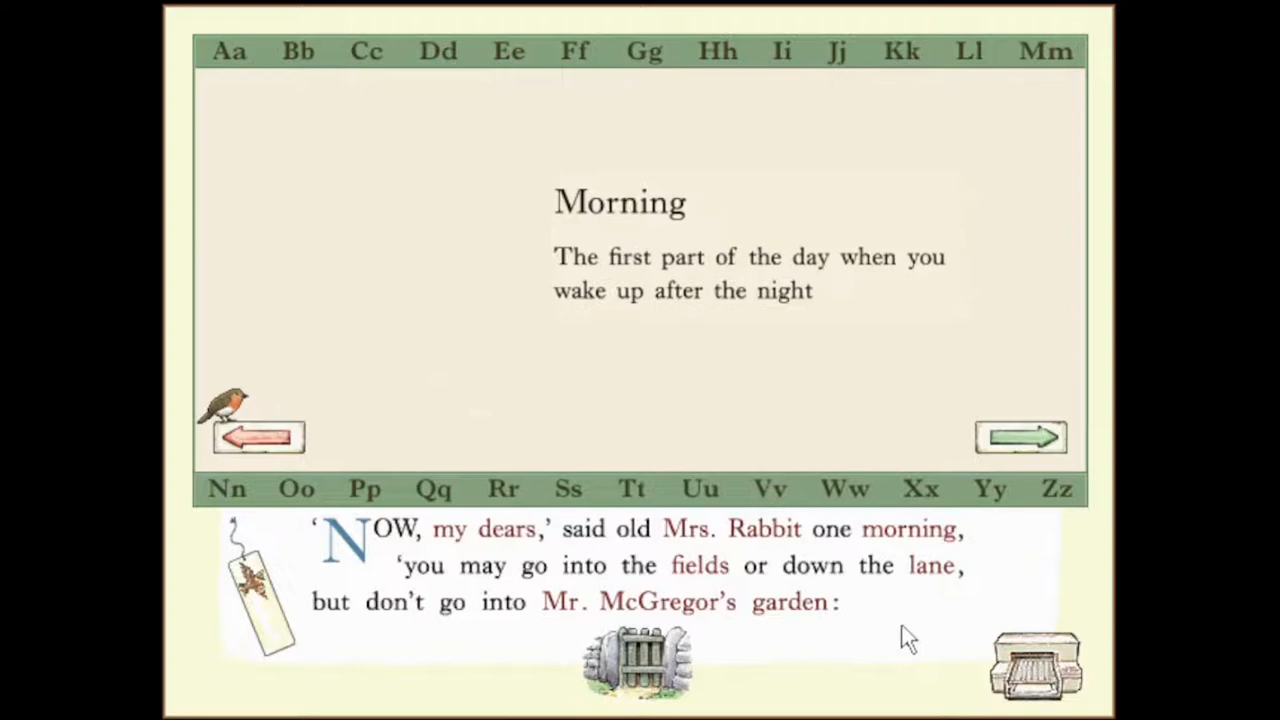 Aa Bb Cc Dd Ee Ff Gg Hh Ii Jj Kk Ll Mm
Morning
The first part of the day when you
wake up after the night
Nn Oo Pp Qq Rr Ss Tt Uu Vv Ww Xx Yy Zz
‘NOW, my dears,’ said old Mrs. Rabbit one morning,
‘you may go into the fields or down the lane,
but don’t go into Mr. McGregor’s garden: